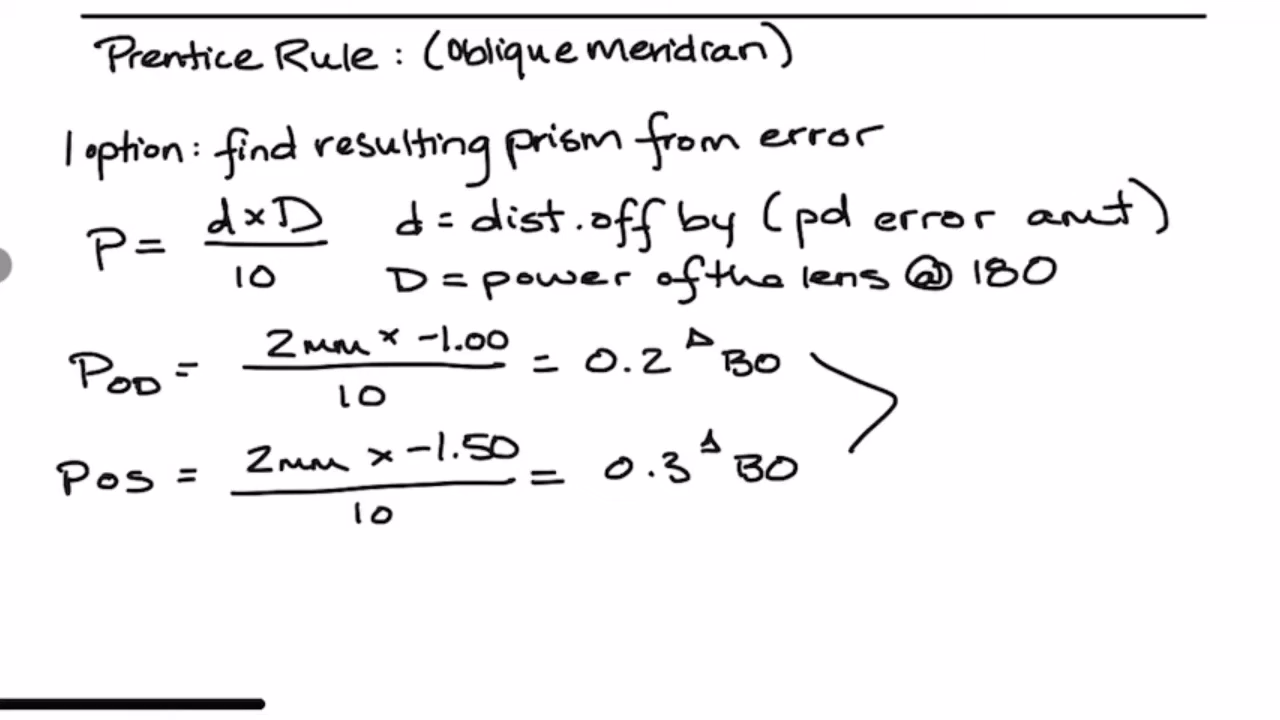 Prentice Rule: (Oblique meridian)
1 option: find resulting prism from error
P = d x D / 10 d = dist. off by (pd error amt)
D = power of the lens @ 180
POD = 2mm x -1.00 / 10 = 0.2 Δ BO
POS = 2mm x -1.50 / 10 = 0.3 Δ BO